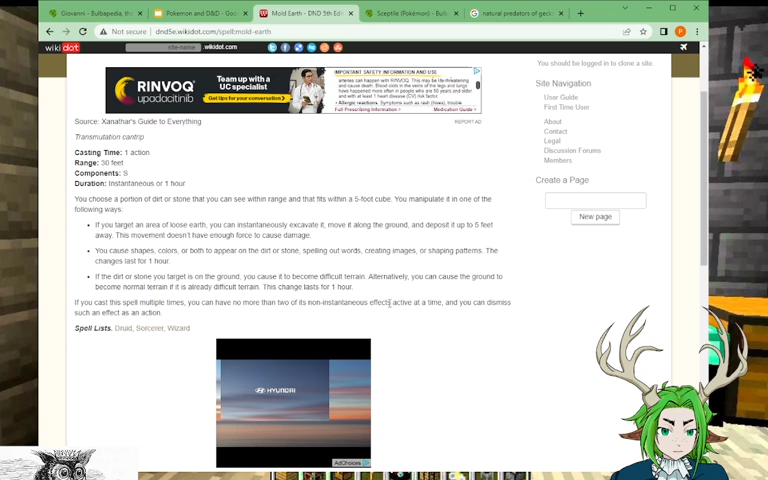 Giovanni - Bulbapedia, the
Pokemon and D&D - Goo
Mold Earth - DND 5th Edi
Sceptile (Pokémon) - Bulb
natural predators of geck
Not secure
dnd5e.wikidot.com/spell:mold-earth
wikidot
site-name
.wikidot.com
You should be logged in to clone a site.
RINVOQ
upadacitinib
Team up with a
UC specialist
Get tips for your conversation>
IMPORTANT SAFETY INFORMATION AND USE
Full Prescribing Information >
Medication Guide >
REPORT AD
Site Navigation
User Guide
First Time User
About
Contact
Legal
Discussion Forums
Members
Create a Page
New page
Source: Xanathar's Guide to Everything
Transmutation cantrip
Casting Time: 1 action
Range: 30 feet
Components: S
Duration: Instantaneous or 1 hour
You choose a portion of dirt or stone that you can see within range and that fits within a 5-foot cube. You manipulate it in one of the
following ways:
If you target an area of loose earth, you can instantaneously excavate it, move it along the ground, and deposit it up to 5 feet
away. This movement doesn't have enough force to cause damage.
You cause shapes, colors, or both to appear on the dirt or stone, spelling out words, creating images, or shaping patterns. The
changes last for 1 hour.
If the dirt or stone you target is on the ground, you cause it to become difficult terrain. Alternatively, you can cause the ground to
become normal terrain if it is already difficult terrain. This change lasts for 1 hour.
If you cast this spell multiple times, you can have no more than two of its non-instantaneous effects active at a time, and you can dismiss
such an effect as an action.
Spell Lists. Druid, Sorcerer, Wizard
HYUNDAI
AdChoices